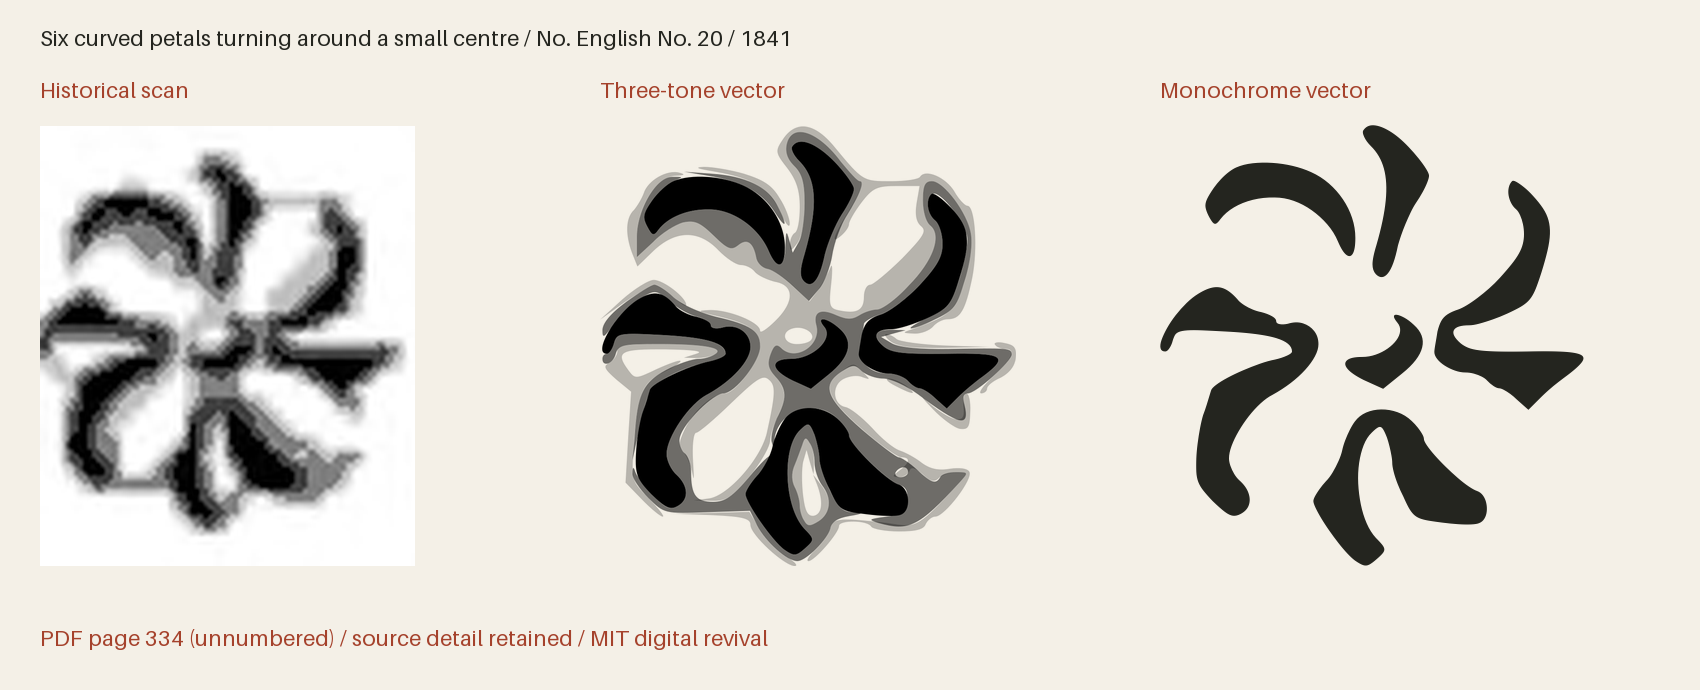 Six curved petals turning around a small centre / No. English No. 20 / 1841
Historical scan
Three-tone vector
Monochrome vector
PDF page 334 (unnumbered) / source detail retained / MIT digital revival